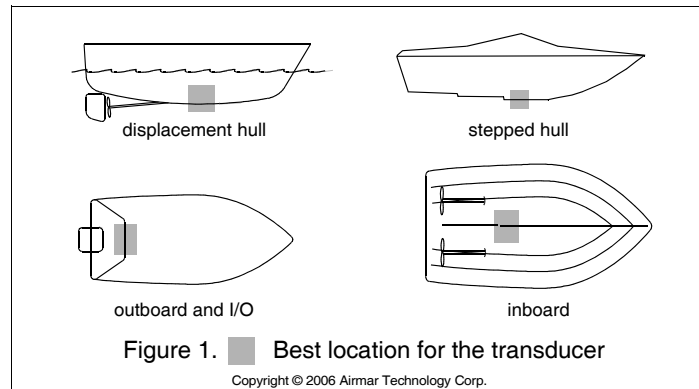 displacement hull
stepped hull
outboard and I/O
inboard
Figure 1. Best location for the transducer
Copyright © 2006 Airmar Technology Corp.